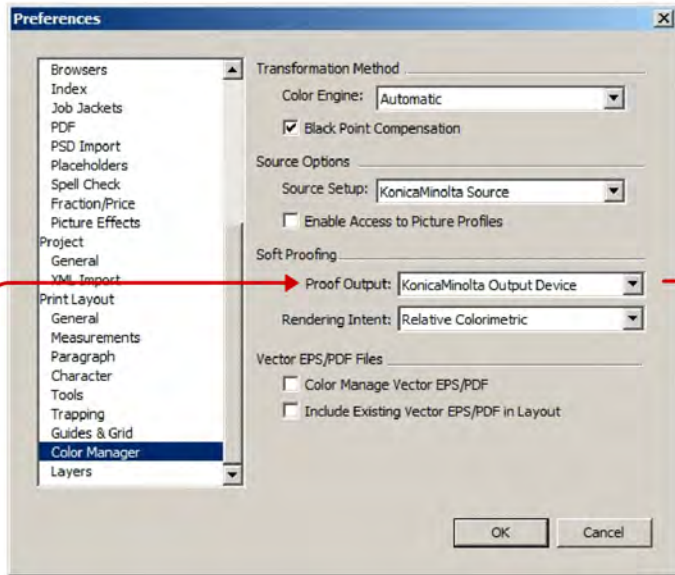 Preferences
Browsers
Index
Job Jackets
PDF
PSD Import
Placeholders
Spell Check
Fraction/Price
Picture Effects
Project
General
XML Import
Print Layout
General
Measurements
Paragraph
Character
Tools
Trapping
Guides & Grid
Color Manager
Layers
Transformation Method
Color Engine: Automatic
Black Point Compensation
Source Options
Source Setup: KonicaMinolta Source
Enable Access to Picture Profiles
Soft Proofing
Proof Output: KonicaMinolta Output Device
Rendering Intent: Relative Colorimetric
Vector EPS/PDF Files
Color Manage Vector EPS/PDF
Include Existing Vector EPS/PDF in Layout
OK Cancel